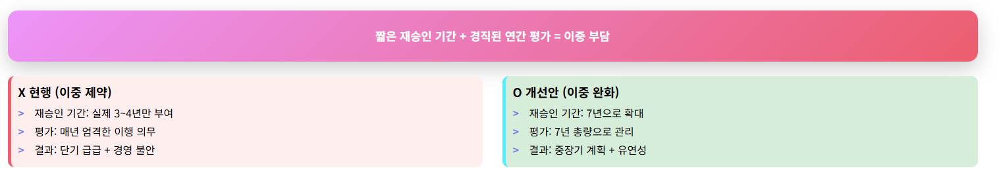 짧은 재승인 기간 + 경직된 연간 평가 = 이중 부담
X 현행 (이중 제약)
> 재승인 기간: 실제 3~4년만 부여
> 평가: 매년 엄격한 이행 의무
> 결과: 단기 급급 + 경영 불안
O 개선안 (이중 완화)
> 재승인 기간: 7년으로 확대
> 평가: 7년 총량으로 관리
> 결과: 중장기 계획 + 유연성